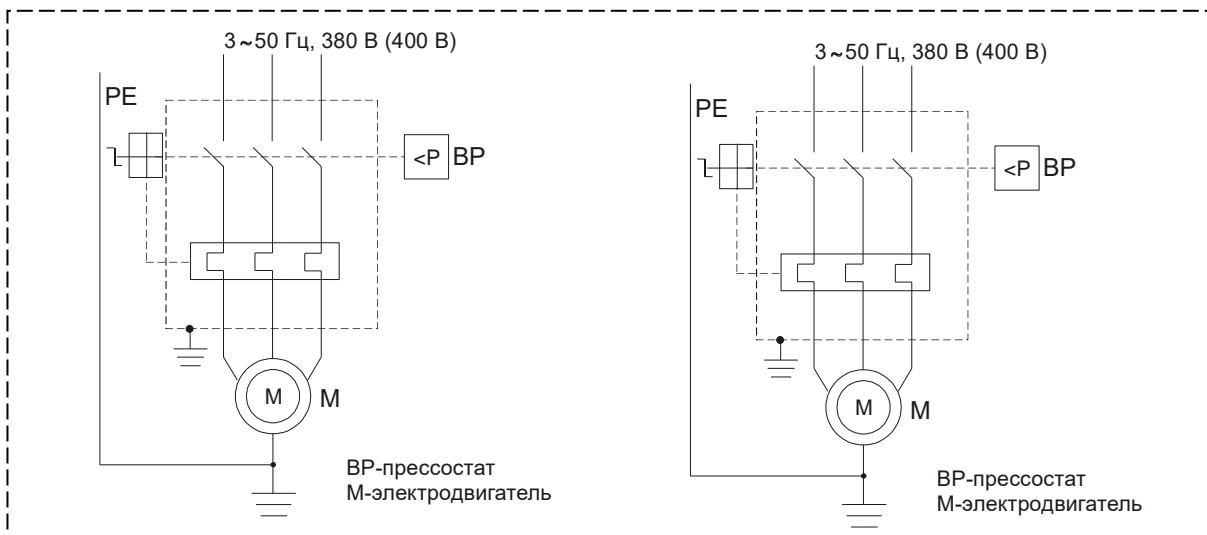 3~50 Гц, 380 В (400 В)
PE
<P BP
M M
BP-прессостат
M-электродвигатель
3~50 Гц, 380 В (400 В)
PE
<P BP
M M
BP-прессостат
M-электродвигатель